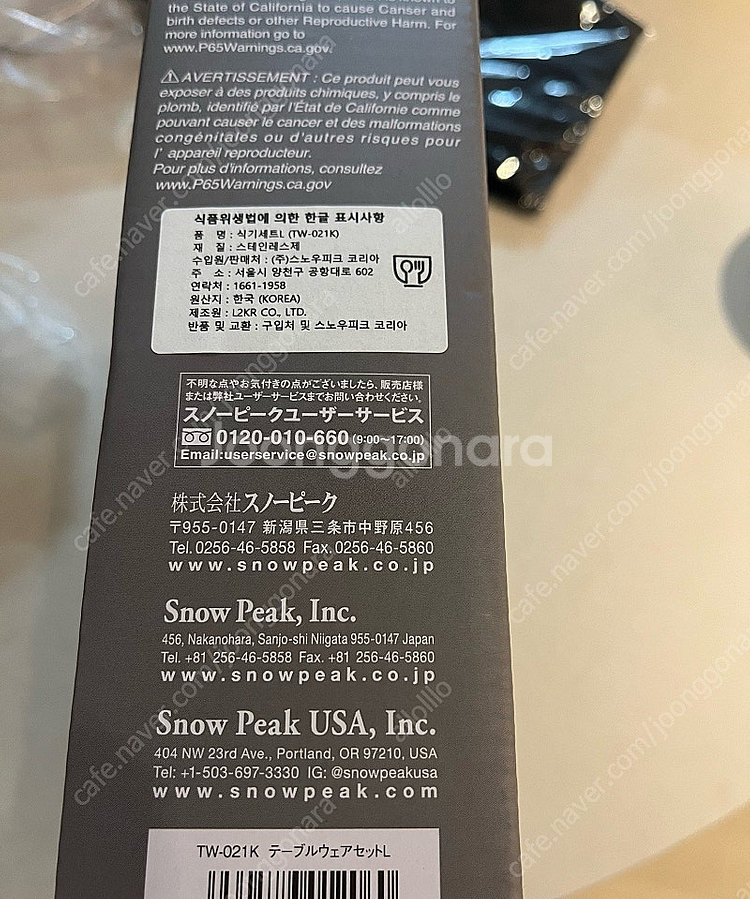 the State of California to cause Canser and
birth defects or other Reproductive Harm. For
more information go to
www.P65Warnings.ca.gov.
⚠AVERTISSEMENT : Ce produit peut vous
exposer à des produits chimiques, y compris le
plomb, identifié par l'État de Californie comme
pouvant causer le cancer et des malformations
congénitales ou d'autres risques pour
l' appareil reproducteur.
Pour plus d'informations, consultez
www.P65Warnings.ca.gov
식품위생법에 의한 한글 표시사항
품 명 : 식기세트L (TW-021K)
재 질 : 스테인레스제
수입원/판매처 : (주)스노우피크 코리아
주 소 : 서울시 양천구 공항대로 602
연락처 : 1661-1958
원산지 : 한국 (KOREA)
제조원 : L2KR CO., LTD.
반품 및 교환 : 구입처 및 스노우피크 코리아
不明な点やお気付きの点がございましたら、販売店様
または弊社ユーザーサービスまでお問い合わせください。
スノーピークユーザーサービス
0120-010-660 (9:00〜17:00)
Email:userservice@snowpeak.co.jp
Joonggonara
株式会社スノーピーク
〒955-0147 新潟県三条市中野原456
Tel.0256-46-5858 Fax.0256-46-5860
www.snowpeak.co.jp
Snow Peak, Inc.
456, Nakanohara, Sanjo-shi Niigata 955-0147 Japan
Tel. +81 256-46-5858 Fax. +81 256-46-5860
www.snowpeak.co.jp
Snow Peak USA, Inc.
404 NW 23rd Ave., Portland, OR 97210, USA
Tel: +1-503-697-3330 IG: @snowpeakusa
www.snowpeak.com
TW-021K テーブルウェアセットL
cafe.naver.com/joonggonara